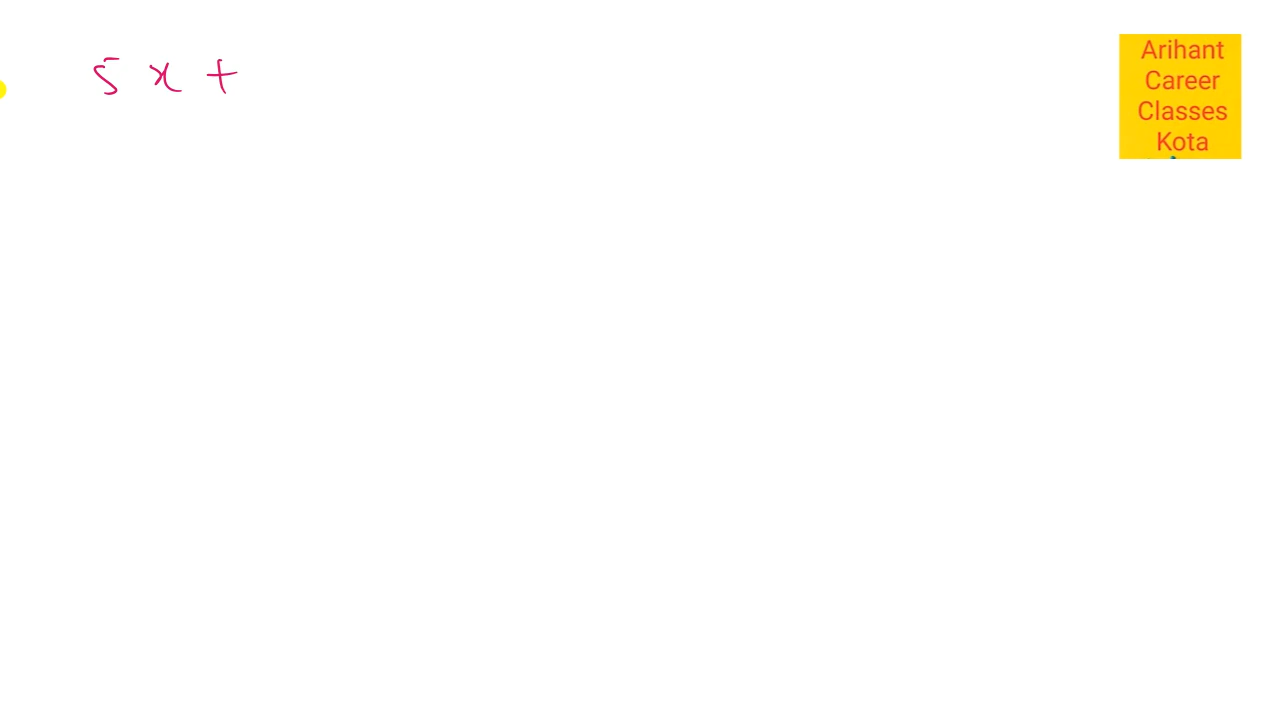 5 x +
Arihant
Career
Classes
Kota